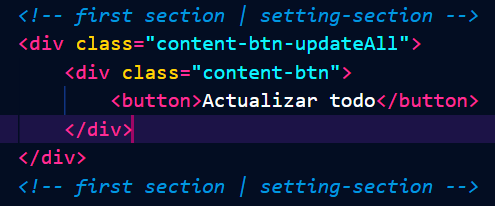 <!-- first section | setting-section -->
<div class="content-btn-updateAll">
    <div class="content-btn">
        <button>Actualizar todo</button>
    </div>
</div>
<!-- first section | setting-section -->